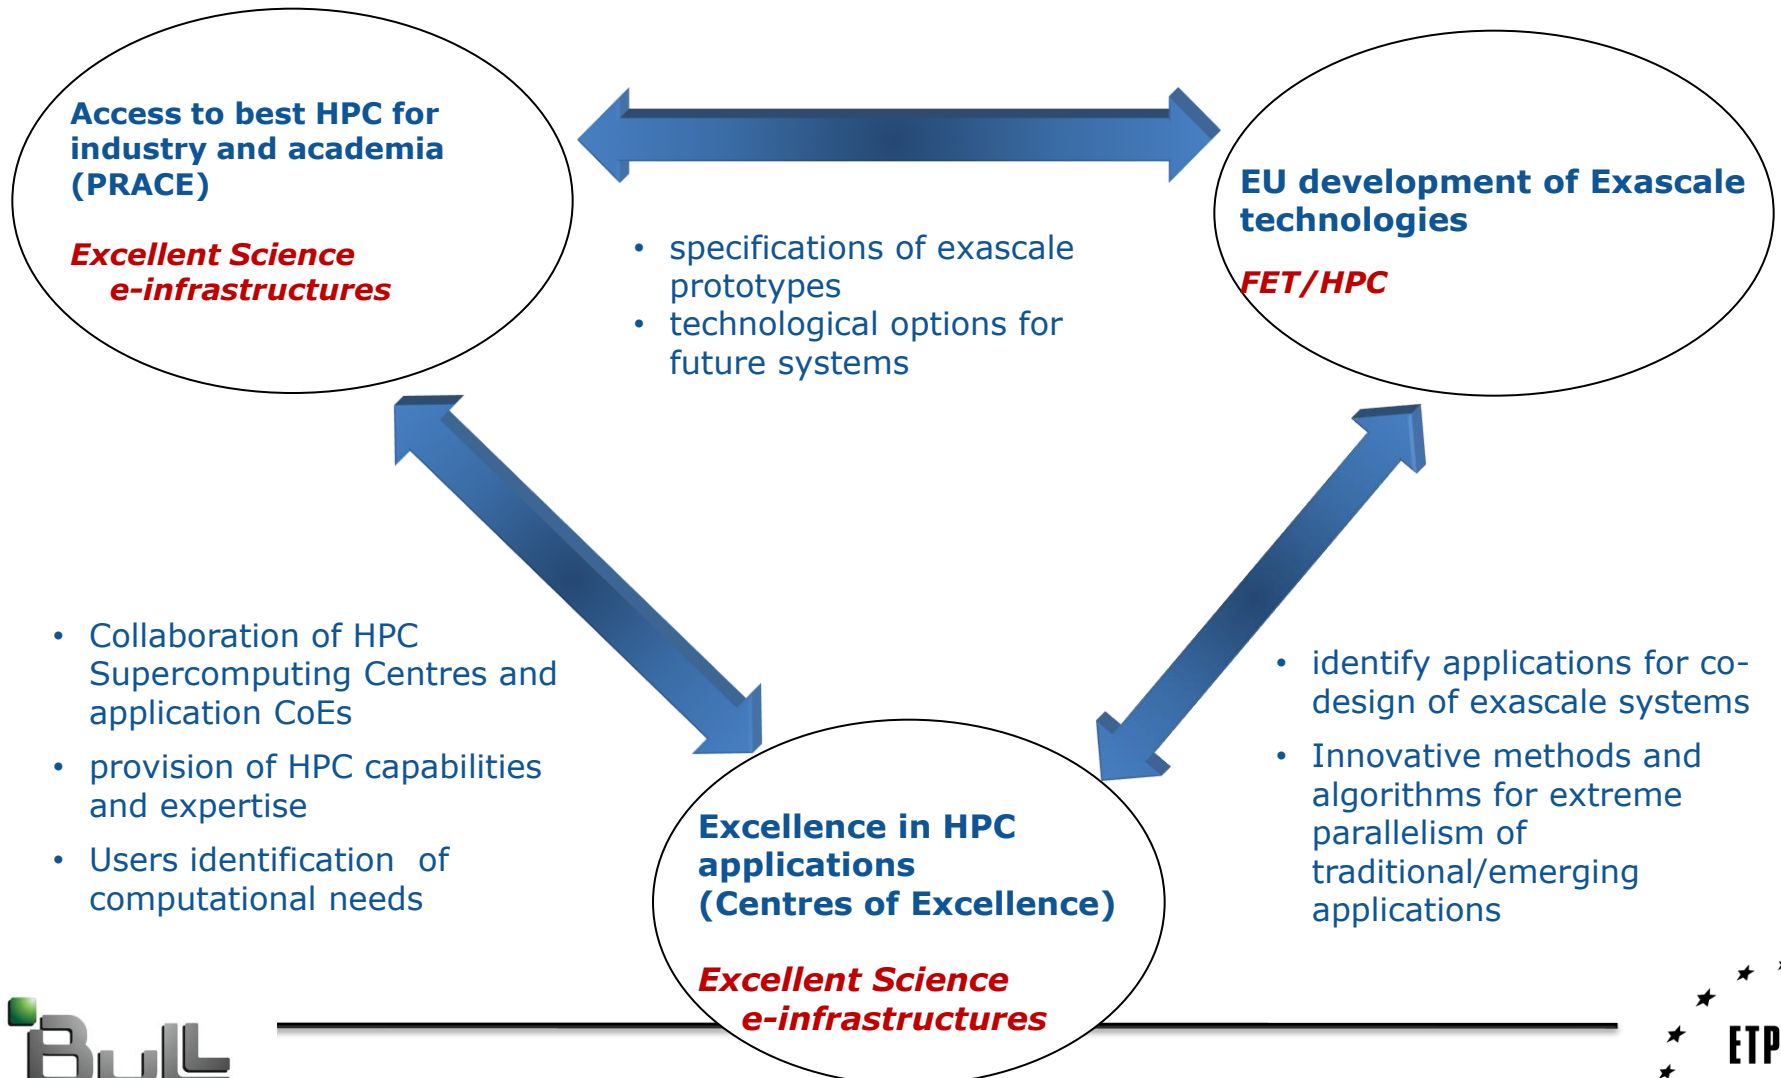 Access to best HPC for
industry and academia
(PRACE)
Excellent Science
e-infrastructures
EU development of Exascale
technologies
FET/HPC
• specifications of exascale
prototypes
• technological options for
future systems
• Collaboration of HPC
Supercomputing Centres and
application CoEs
• provision of HPC capabilities
and expertise
• Users identification of
computational needs
• identify applications for co-
design of exascale systems
• Innovative methods and
algorithms for extreme
parallelism of
traditional/emerging
applications
Excellence in HPC
applications
(Centres of Excellence)
Excellent Science
e-infrastructures
Bull
ETP